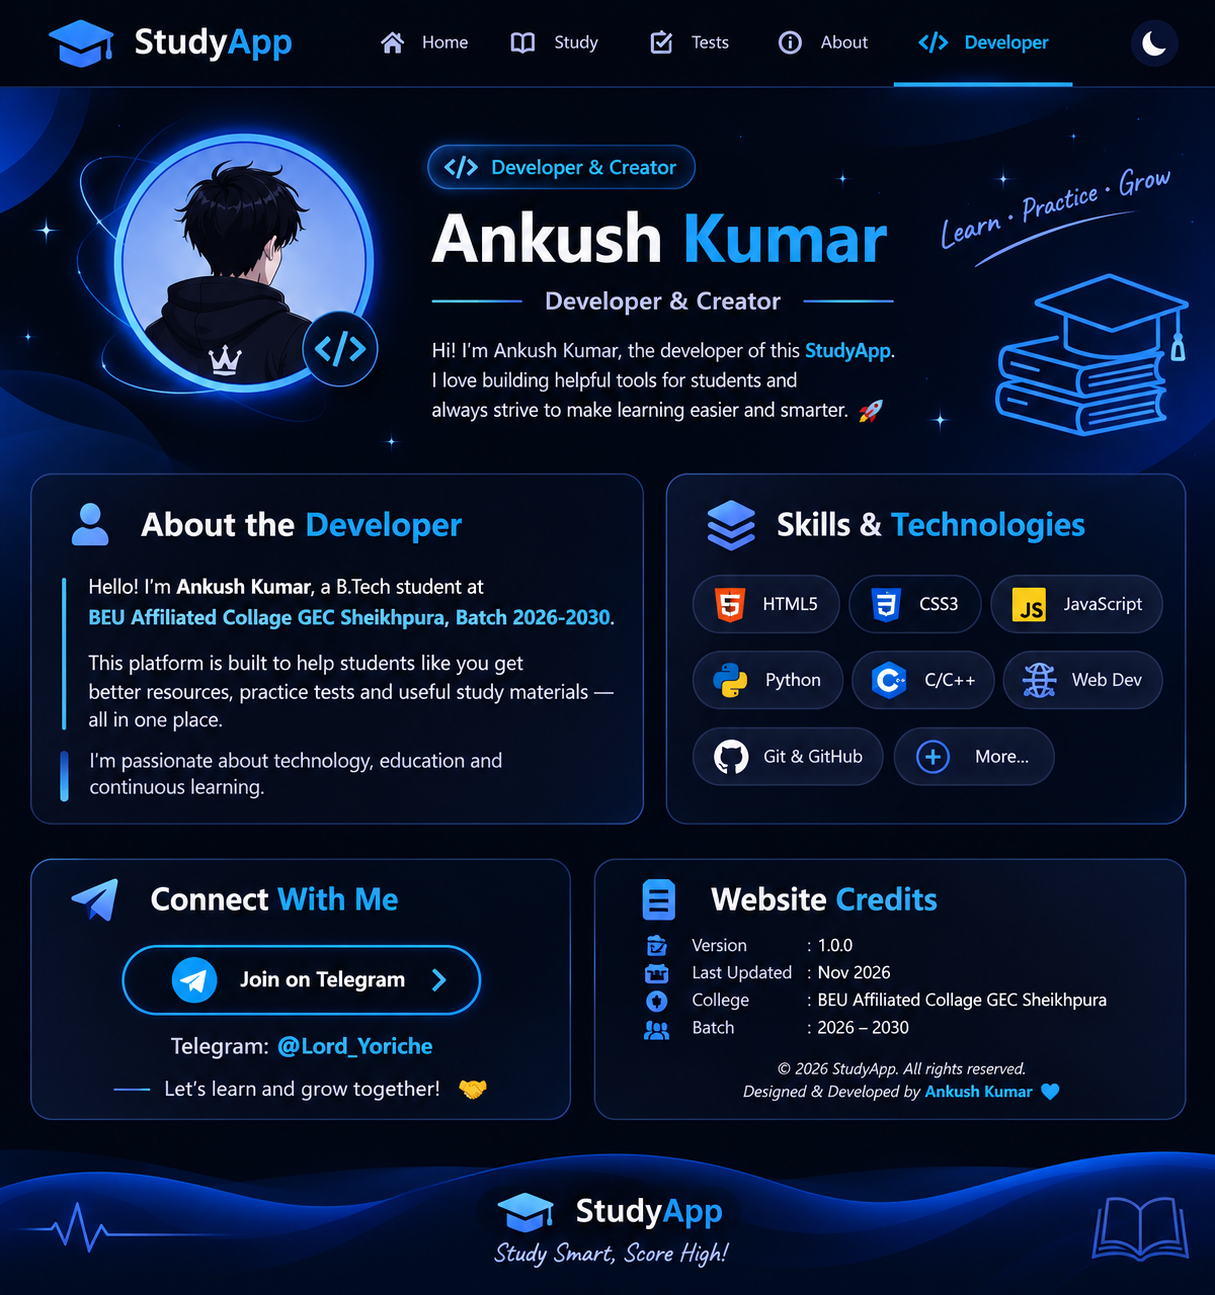 StudyApp
Home
Study
Tests
About
</> Developer
</> Developer & Creator
Ankush Kumar
Developer & Creator
Hi! I'm Ankush Kumar, the developer of this StudyApp.
I love building helpful tools for students and
always strive to make learning easier and smarter. 🚀
Learn · Practice · Grow
</>
About the Developer
Hello! I'm Ankush Kumar, a B.Tech student at
BEU Affiliated Collage GEC Sheikhpura, Batch 2026-2030.
This platform is built to help students like you get
better resources, practice tests and useful study materials —
all in one place.
I'm passionate about technology, education and
continuous learning.
Skills & Technologies
5 HTML5
3 CSS3
JS JavaScript
Python
C++ C/C++
Web Dev
Git & GitHub
More...
Connect With Me
Join on Telegram
Telegram: @Lord_Yoriche
Let's learn and grow together! 🤝
Website Credits
Version : 1.0.0
Last Updated : Nov 2026
College : BEU Affiliated Collage GEC Sheikhpura
Batch : 2026 – 2030
© 2026 StudyApp. All rights reserved.
Designed & Developed by Ankush Kumar 💙
StudyApp
Study Smart, Score High!